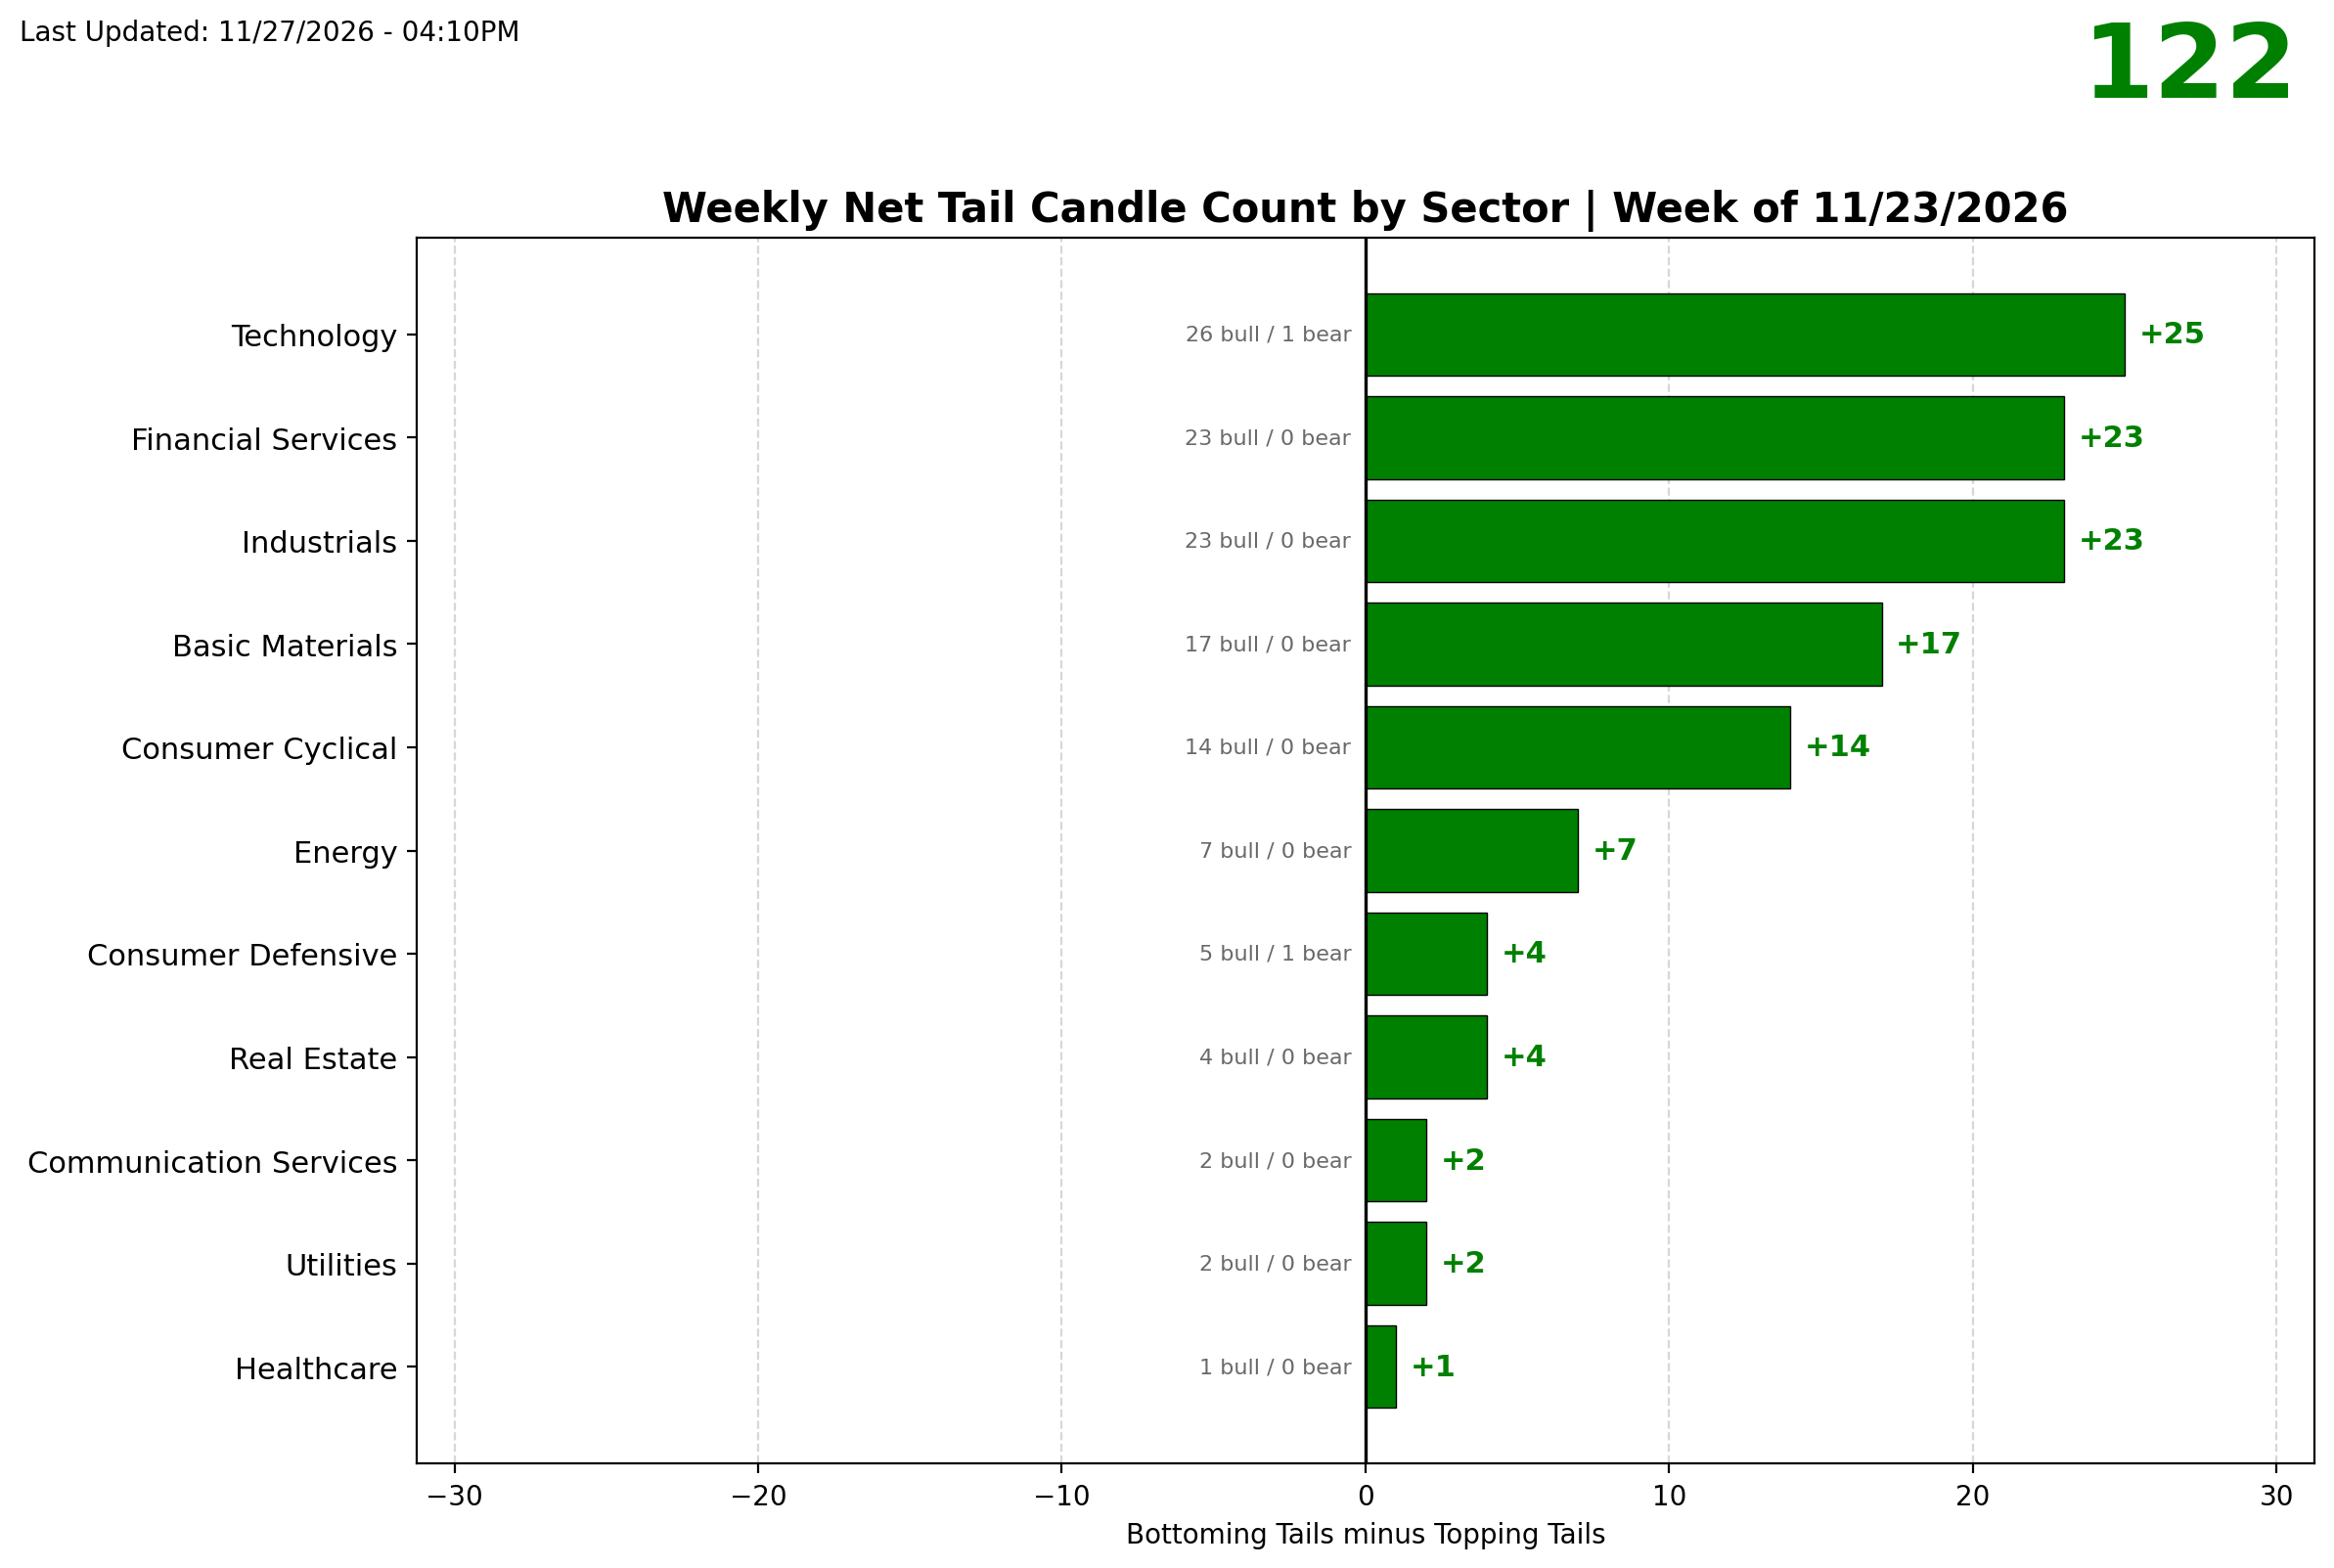 Last Updated: 11/27/2026 - 04:10PM
122
Weekly Net Tail Candle Count by Sector | Week of 11/23/2026
Technology 26 bull / 1 bear +25
Financial Services 23 bull / 0 bear +23
Industrials 23 bull / 0 bear +23
Basic Materials 17 bull / 0 bear +17
Consumer Cyclical 14 bull / 0 bear +14
Energy 7 bull / 0 bear +7
Consumer Defensive 5 bull / 1 bear +4
Real Estate 4 bull / 0 bear +4
Communication Services 2 bull / 0 bear +2
Utilities 2 bull / 0 bear +2
Healthcare 1 bull / 0 bear +1
−30 −20 −10 0 10 20 30
Bottoming Tails minus Topping Tails